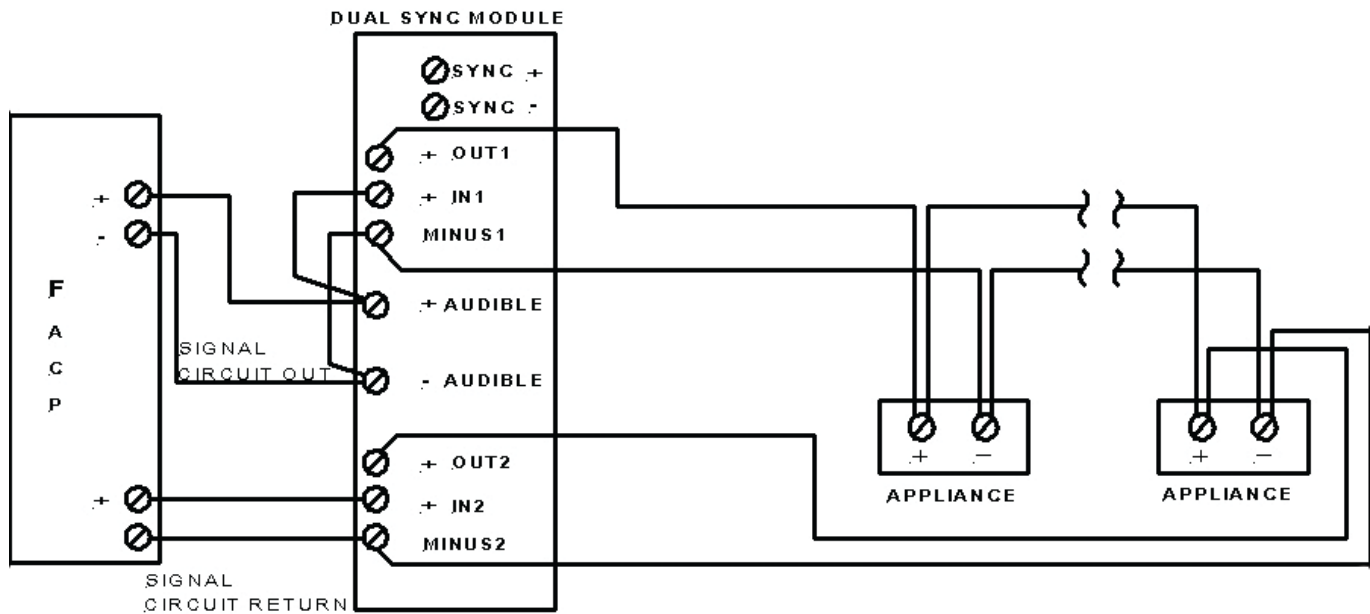 DUAL SYNC MODULE
SYNC +
SYNC -
+ OUT1
+ IN1
MINUS1
+ AUDIBLE
- AUDIBLE
+ OUT2
+ IN2
MINUS2
+
-
F
A
C
P
+
SIGNAL
CIRCUIT OUT
SIGNAL
CIRCUIT RETURN
+ −
APPLIANCE
+ −
APPLIANCE